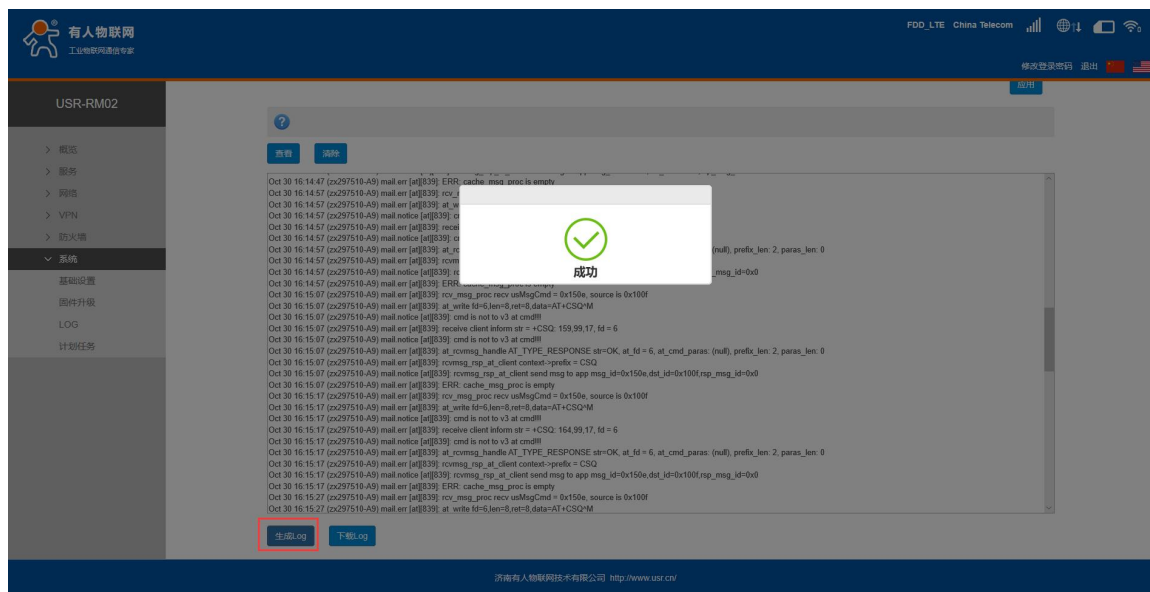 有人物联网
工业物联网通信专家
FDD_LTE China Telecom
修改登录密码 退出
USR-RM02
应用
> 概览
> 服务
> 网络
> VPN
> 防火墙
系统
基础设置
固件升级
LOG
计划任务
查看 清除
Oct 30 16:14:47 (zx297510-A9) mail.err [at][839]: ERR: cache_msg_proc is empty
Oct 30 16:14:57 (zx297510-A9) mail.err [at][839]: rcv_
Oct 30 16:14:57 (zx297510-A9) mail.err [at][839]: at_w
Oct 30 16:14:57 (zx297510-A9) mail.notice [at][839]:
Oct 30 16:14:57 (zx297510-A9) mail.err [at][839]: recei
Oct 30 16:14:57 (zx297510-A9) mail.notice [at][839]:
Oct 30 16:14:57 (zx297510-A9) mail.err [at][839]: at_rc (null), prefix_len: 2, paras_len: 0
Oct 30 16:14:57 (zx297510-A9) mail.err [at][839]: rcvm
Oct 30 16:14:57 (zx297510-A9) mail.notice [at][839]: rc _msg_id=0x0
Oct 30 16:14:57 (zx297510-A9) mail.err [at][839]: ERR: cache_msg_proc is empty
Oct 30 16:15:07 (zx297510-A9) mail.err [at][839]: rcv_msg_proc recv usMsgCmd = 0x150e, source is 0x100f
Oct 30 16:15:07 (zx297510-A9) mail.err [at][839]: at_write fd=6,len=8,ret=8,data=AT+CSQ^M
Oct 30 16:15:07 (zx297510-A9) mail.notice [at][839]: cmd is not to v3 at cmd!!!!
Oct 30 16:15:07 (zx297510-A9) mail.err [at][839]: receive client inform str = +CSQ: 159,99,17, fd = 6
Oct 30 16:15:07 (zx297510-A9) mail.notice [at][839]: cmd is not to v3 at cmd!!!!
Oct 30 16:15:07 (zx297510-A9) mail.err [at][839]: at_rcvmsg_handle AT_TYPE_RESPONSE str=OK, at_fd = 6, at_cmd_paras: (null), prefix_len: 2, paras_len: 0
Oct 30 16:15:07 (zx297510-A9) mail.err [at][839]: rcvmsg_rsp_at_client context->prefix = CSQ
Oct 30 16:15:07 (zx297510-A9) mail.notice [at][839]: rcvmsg_rsp_at_client send msg to app msg_id=0x150e,dst_id=0x100f,rsp_msg_id=0x0
Oct 30 16:15:07 (zx297510-A9) mail.err [at][839]: ERR: cache_msg_proc is empty
Oct 30 16:15:17 (zx297510-A9) mail.err [at][839]: rcv_msg_proc recv usMsgCmd = 0x150e, source is 0x100f
Oct 30 16:15:17 (zx297510-A9) mail.err [at][839]: at_write fd=6,len=8,ret=8,data=AT+CSQ^M
Oct 30 16:15:17 (zx297510-A9) mail.notice [at][839]: cmd is not to v3 at cmd!!!!
Oct 30 16:15:17 (zx297510-A9) mail.err [at][839]: receive client inform str = +CSQ: 164,99,17, fd = 6
Oct 30 16:15:17 (zx297510-A9) mail.notice [at][839]: cmd is not to v3 at cmd!!!!
Oct 30 16:15:17 (zx297510-A9) mail.err [at][839]: at_rcvmsg_handle AT_TYPE_RESPONSE str=OK, at_fd = 6, at_cmd_paras: (null), prefix_len: 2, paras_len: 0
Oct 30 16:15:17 (zx297510-A9) mail.err [at][839]: rcvmsg_rsp_at_client context->prefix = CSQ
Oct 30 16:15:17 (zx297510-A9) mail.notice [at][839]: rcvmsg_rsp_at_client send msg to app msg_id=0x150e,dst_id=0x100f,rsp_msg_id=0x0
Oct 30 16:15:17 (zx297510-A9) mail.err [at][839]: ERR: cache_msg_proc is empty
Oct 30 16:15:27 (zx297510-A9) mail.err [at][839]: rcv_msg_proc recv usMsgCmd = 0x150e, source is 0x100f
Oct 30 16:15:27 (zx297510-A9) mail.err [at][839]: at_write fd=6,len=8,ret=8,data=AT+CSQ^M
成功
生成Log 下载Log
济南有人物联网技术有限公司 http://www.usr.cn/